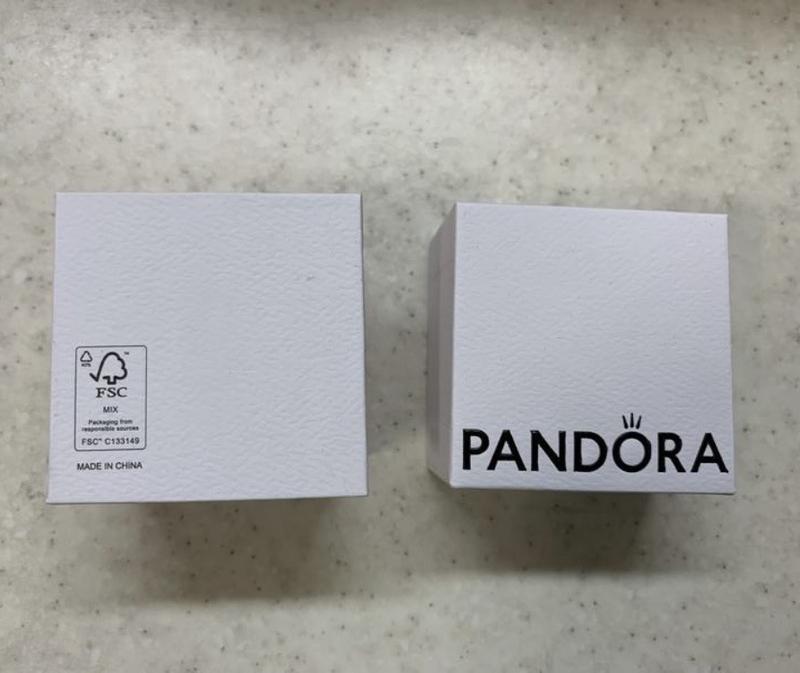 FSC
MIX
Packaging from
responsible sources
FSC™ C133149
MADE IN CHINA
PANDORA